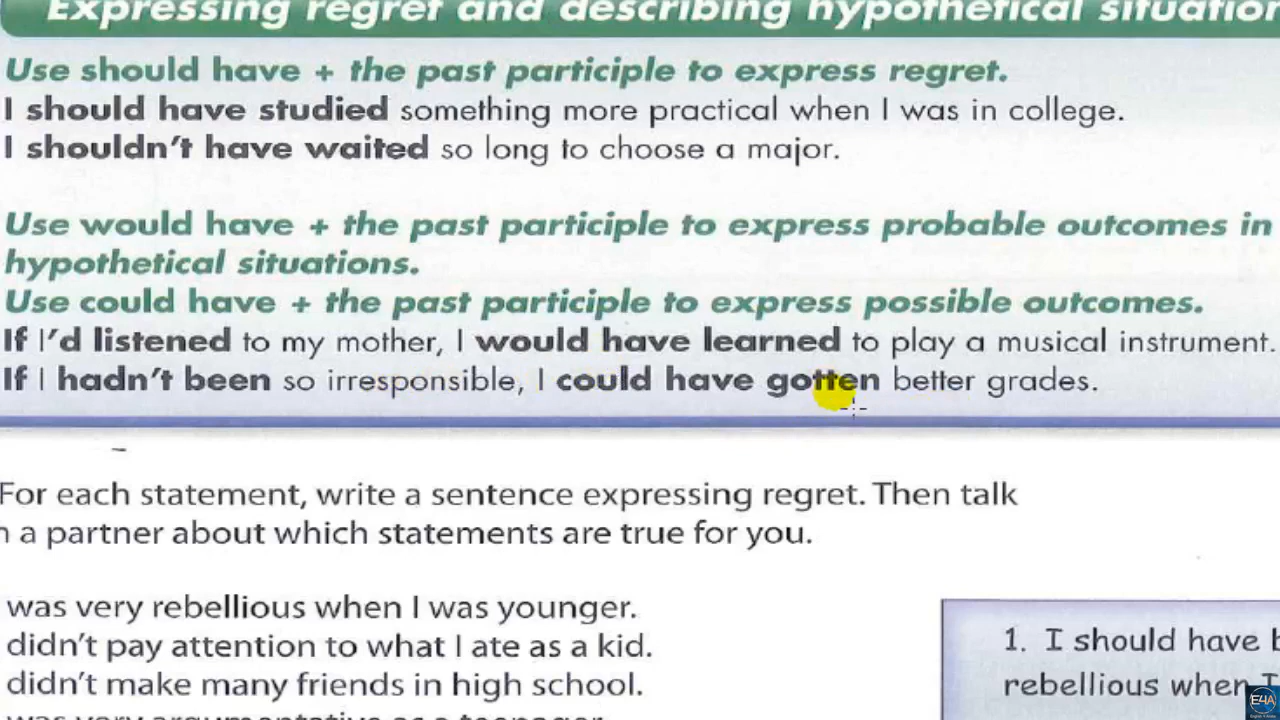 Expressing regret and describing hypothetical
Use should have + the past participle to express regret.
I should have studied something more practical when I was in college.
I shouldn't have waited so long to choose a major.
Use would have + the past participle to express probable outcomes in
hypothetical situations.
Use could have + the past participle to express possible outcomes.
If I'd listened to my mother, I would have learned to play a musical instrument.
If I hadn't been so irresponsible, I could have gotten better grades.
For each statement, write a sentence expressing regret. Then talk
a partner about which statements are true for you.
was very rebellious when I was younger.
didn't pay attention to what I ate as a kid.
didn't make many friends in high school.
was very argumentative as a teenager
1. I should have
rebellious when I
E4A